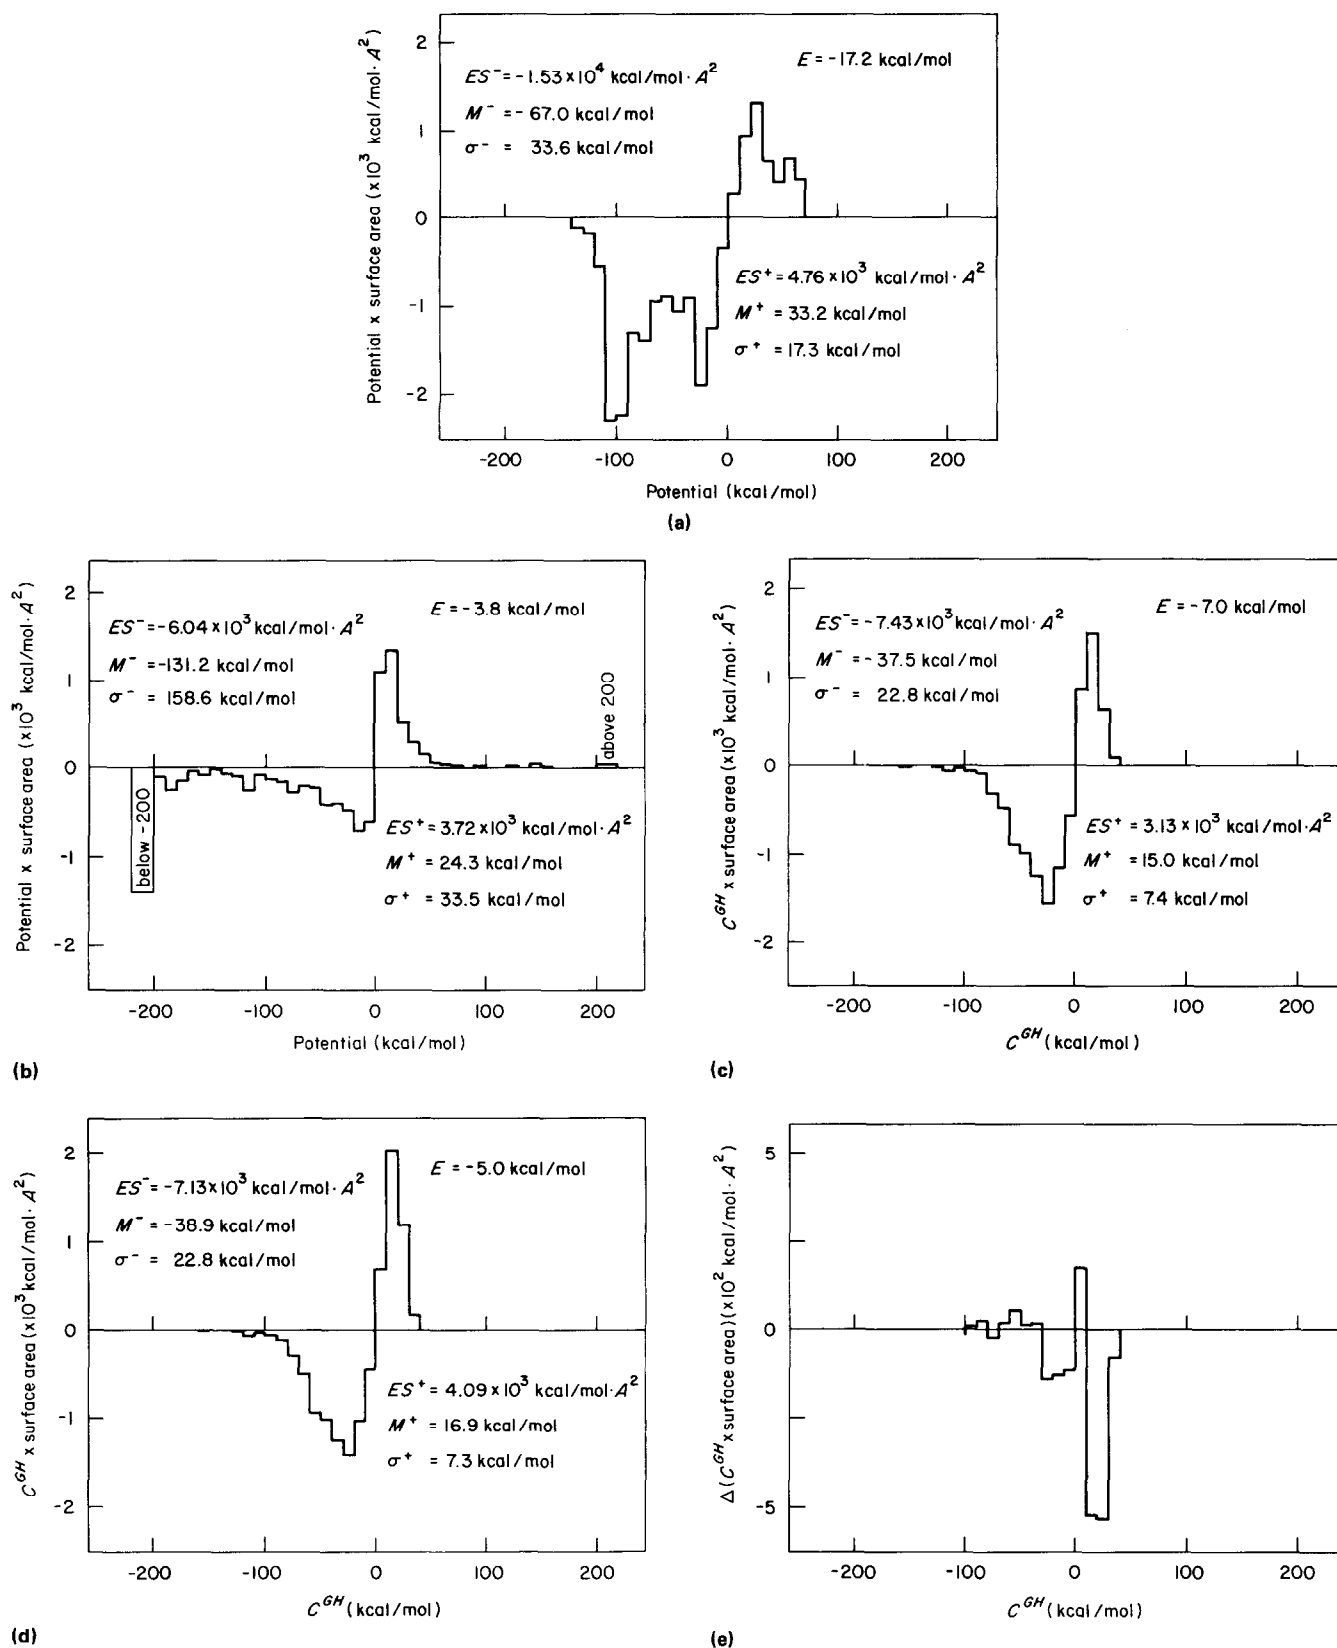 2
1
0
-1
-2
Potential x surface area (×10³ kcal/mol·A²)
ES⁻ = -1.53×10⁴ kcal/mol·A²
M⁻ = -67.0 kcal/mol
σ⁻ = 33.6 kcal/mol
E = -17.2 kcal/mol
ES⁺ = 4.76×10³ kcal/mol·A²
M⁺ = 33.2 kcal/mol
σ⁺ = 17.3 kcal/mol
-200 -100 0 100 200
Potential (kcal/mol)
(a)
2
1
0
-1
-2
Potential x surface area (×10³ kcal/mol·A²)
ES⁻ = -6.04×10³ kcal/mol·A²
M⁻ = -131.2 kcal/mol
σ⁻ = 158.6 kcal/mol
E = -3.8 kcal/mol
above 200
below -200
ES⁺ = 3.72×10³ kcal/mol·A²
M⁺ = 24.3 kcal/mol
σ⁺ = 33.5 kcal/mol
-200 -100 0 100 200
Potential (kcal/mol)
(b)
2
1
0
-1
-2
C^GH x surface area (×10³ kcal/mol·A²)
ES⁻ = -7.43×10³ kcal/mol·A²
M⁻ = -37.5 kcal/mol
σ⁻ = 22.8 kcal/mol
E = -7.0 kcal/mol
ES⁺ = 3.13×10³ kcal/mol·A²
M⁺ = 15.0 kcal/mol
σ⁺ = 7.4 kcal/mol
-200 -100 0 100 200
C^GH (kcal/mol)
(c)
2
1
0
-1
-2
C^GH x surface area (×10³ kcal/mol·A²)
ES⁻ = -7.13×10³ kcal/mol·A²
M⁻ = -38.9 kcal/mol
σ⁻ = 22.8 kcal/mol
E = -5.0 kcal/mol
ES⁺ = 4.09×10³ kcal/mol·A²
M⁺ = 16.9 kcal/mol
σ⁺ = 7.3 kcal/mol
-200 -100 0 100 200
C^GH (kcal/mol)
(d)
5
0
-5
Δ(C^GH x surface area)(×10² kcal/mol·A²)
-200 -100 0 100 200
C^GH (kcal/mol)
(e)